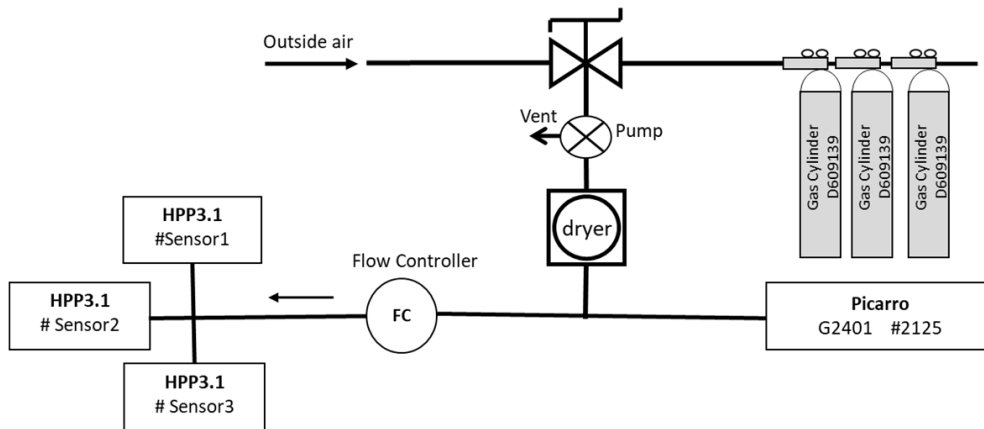 Outside air
Vent
Pump
Gas Cylinder
D609139
Gas Cylinder
D609139
Gas Cylinder
D609139
dryer
HPP3.1
#Sensor1
Flow Controller
HPP3.1
# Sensor2
FC
Picarro
G2401 #2125
HPP3.1
# Sensor3